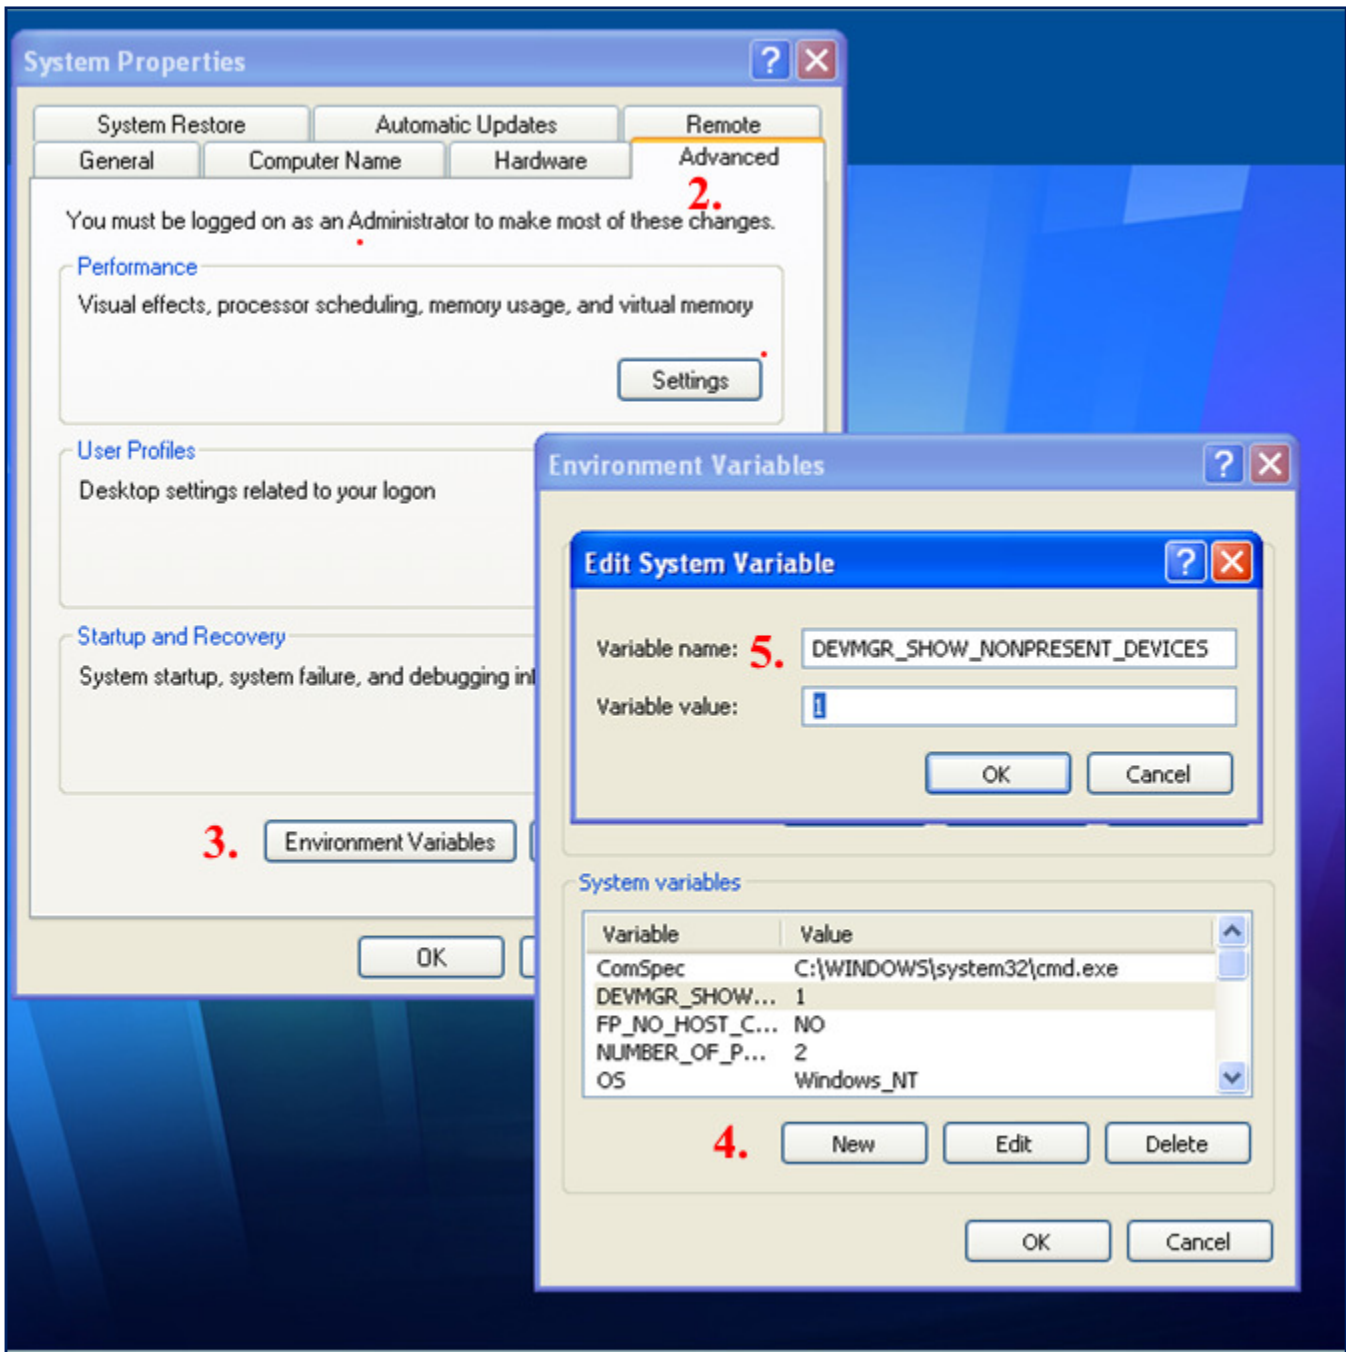 System Properties
System Restore
Automatic Updates
Remote
General
Computer Name
Hardware
Advanced
2.
You must be logged on as an Administrator to make most of these changes.
Performance
Visual effects, processor scheduling, memory usage, and virtual memory
Settings
User Profiles
Desktop settings related to your logon
Startup and Recovery
System startup, system failure, and debugging
3.
Environment Variables
OK
Environment Variables
Edit System Variable
Variable name:
5.
DEVMGR_SHOW_NONPRESENT_DEVICES
Variable value:
1
OK
Cancel
System variables
Variable
Value
ComSpec
C:\WINDOWS\system32\cmd.exe
DEVMGR_SHOW...
1
FP_NO_HOST_C...
NO
NUMBER_OF_P...
2
OS
Windows_NT
4.
New
Edit
Delete
OK
Cancel